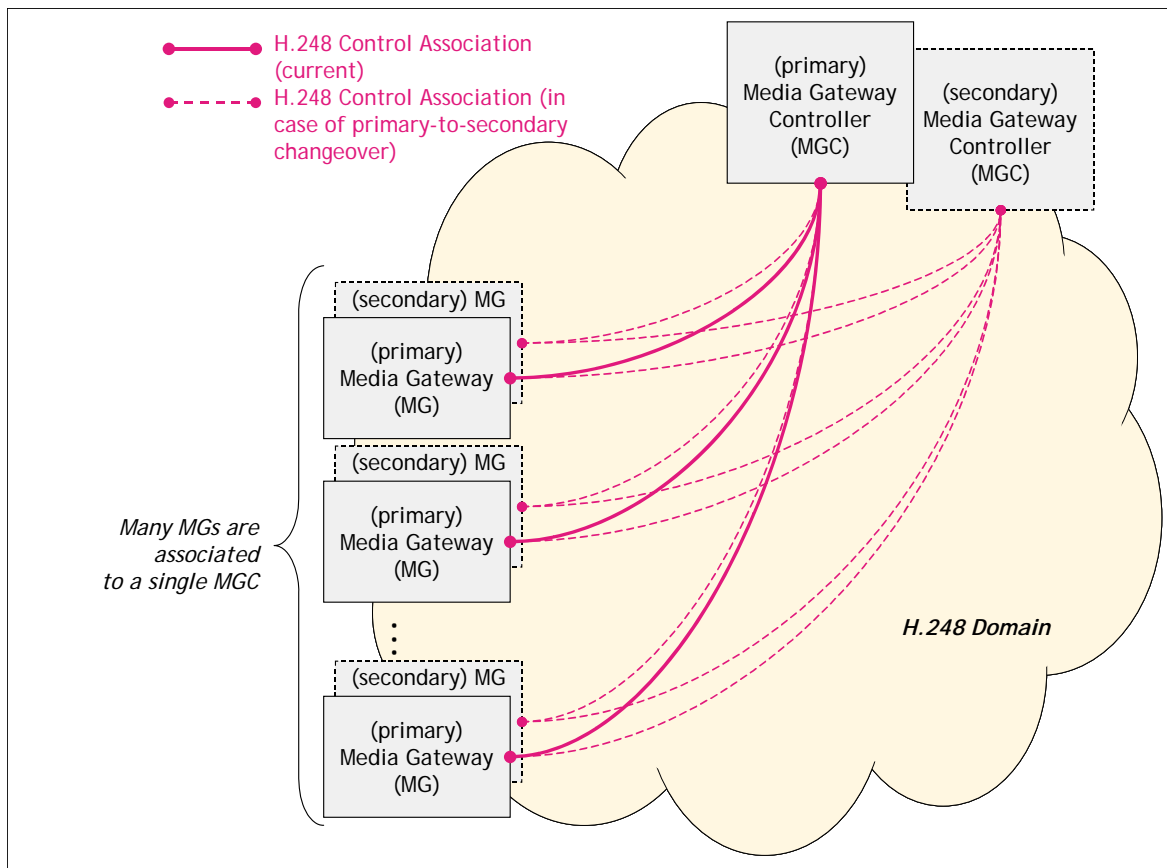 H.248 Control Association
(current)
H.248 Control Association (in
case of primary-to-secondary
changeover)
(primary)
Media Gateway
Controller
(MGC)
(secondary)
Media Gateway
Controller
(MGC)
(secondary) MG
(primary)
Media Gateway
(MG)
(secondary) MG
(primary)
Media Gateway
(MG)
Many MGs are
associated
to a single MGC
H.248 Domain
(secondary) MG
(primary)
Media Gateway
(MG)